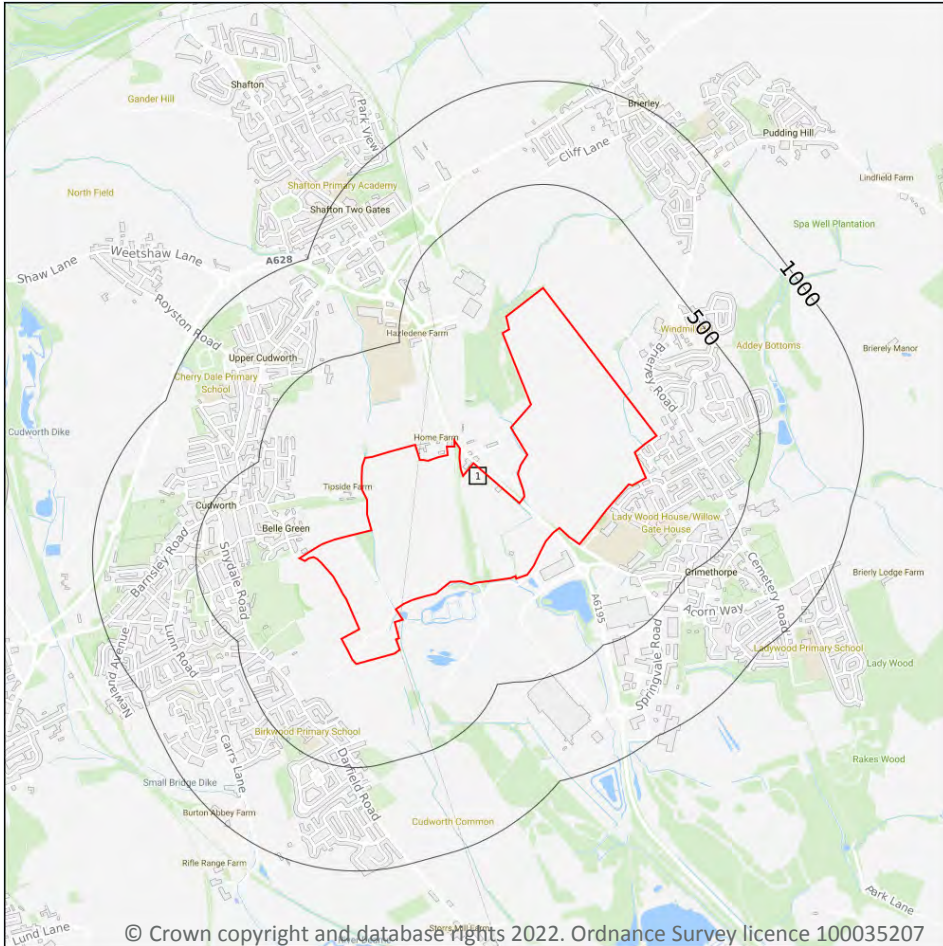 Shafton
Gander Hill
Park View
Brierley
Pudding Hill
Cliff Lane
Lindfield Farm
Shafton Primary Academy
North Field
Shafton Two Gates
Spa Well Plantation
Weetshaw Lane
A628
Shaw Lane
1000
Royston Road
500
Hazledene Farm
Addey Bottoms
Brierely Manor
Brierley Road
Upper Cudworth
Cherry Dale Primary
School
Cudworth Dike
Home Farm
1
Tipside Farm
Cudworth
Belle Green
Lady Wood House/Willow
Gate House
Barnsley Road
Snydale Road
Grimethorpe
Cemetery Road
Brierly Lodge Farm
A6195
Acorn Way
Lunn Road
Newland Avenue
Springvale Road
Ladywood Primary School
Lady Wood
Birkwood Primary School
Carrs Lane
Darfield Road
Rakes Wood
Small Bridge Dike
Burton Abbey Farm
Cudworth Common
Rifle Range Farm
Park Lane
Lund Lane
Storrs Mill Farm
© Crown copyright and database rights 2022. Ordnance Survey licence 100035207